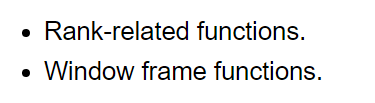 • Rank-related functions.
• Window frame functions.